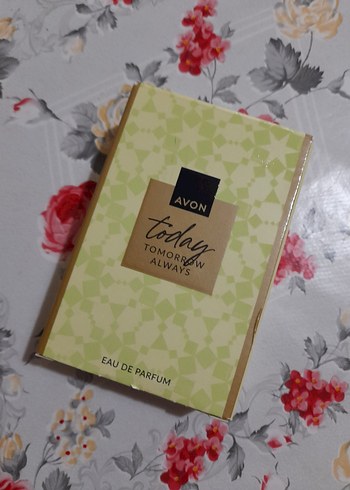 AVON
today
TOMORROW
ALWAYS
EAU DE PARFUM